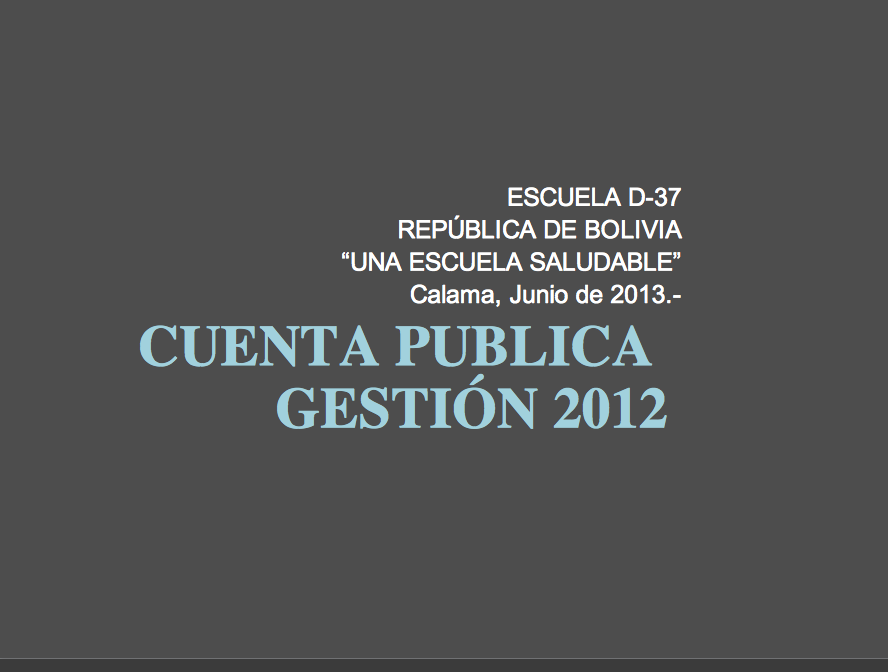 ESCUELA D-37
REPÚBLICA DE BOLIVIA
“UNA ESCUELA SALUDABLE”
Calama, Junio de 2013.-
CUENTA PUBLICA
GESTIÓN 2012